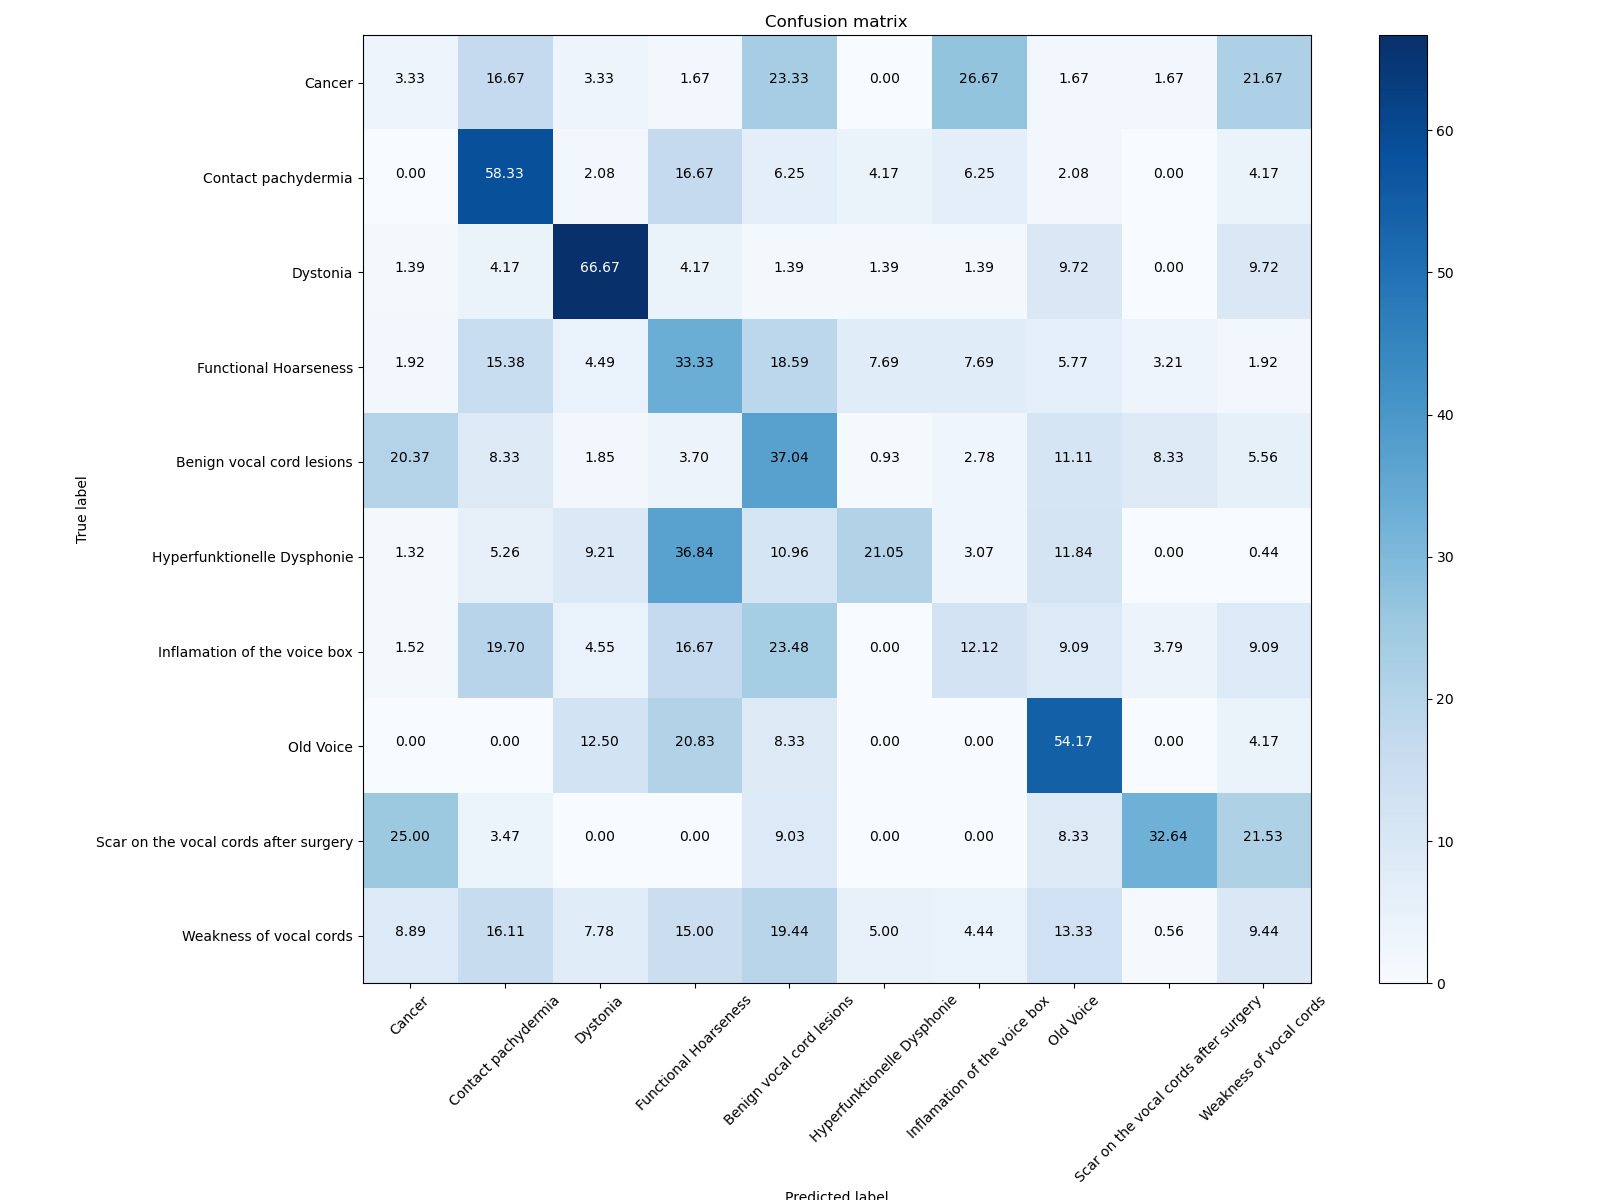 Confusion matrix
Cancer 3.33 16.67 3.33 1.67 23.33 0.00 26.67 1.67 1.67 21.67
Contact pachydermia 0.00 58.33 2.08 16.67 6.25 4.17 6.25 2.08 0.00 4.17
Dystonia 1.39 4.17 66.67 4.17 1.39 1.39 1.39 9.72 0.00 9.72
Functional Hoarseness 1.92 15.38 4.49 33.33 18.59 7.69 7.69 5.77 3.21 1.92
Benign vocal cord lesions 20.37 8.33 1.85 3.70 37.04 0.93 2.78 11.11 8.33 5.56
Hyperfunktionelle Dysphonie 1.32 5.26 9.21 36.84 10.96 21.05 3.07 11.84 0.00 0.44
Inflamation of the voice box 1.52 19.70 4.55 16.67 23.48 0.00 12.12 9.09 3.79 9.09
Old Voice 0.00 0.00 12.50 20.83 8.33 0.00 0.00 54.17 0.00 4.17
Scar on the vocal cords after surgery 25.00 3.47 0.00 0.00 9.03 0.00 0.00 8.33 32.64 21.53
Weakness of vocal cords 8.89 16.11 7.78 15.00 19.44 5.00 4.44 13.33 0.56 9.44
True label
Cancer
Contact pachydermia
Dystonia
Functional Hoarseness
Benign vocal cord lesions
Hyperfunktionelle Dysphonie
Inflamation of the voice box
Old Voice
Scar on the vocal cords after surgery
Weakness of vocal cords
Predicted label
60
50
40
30
20
10
0